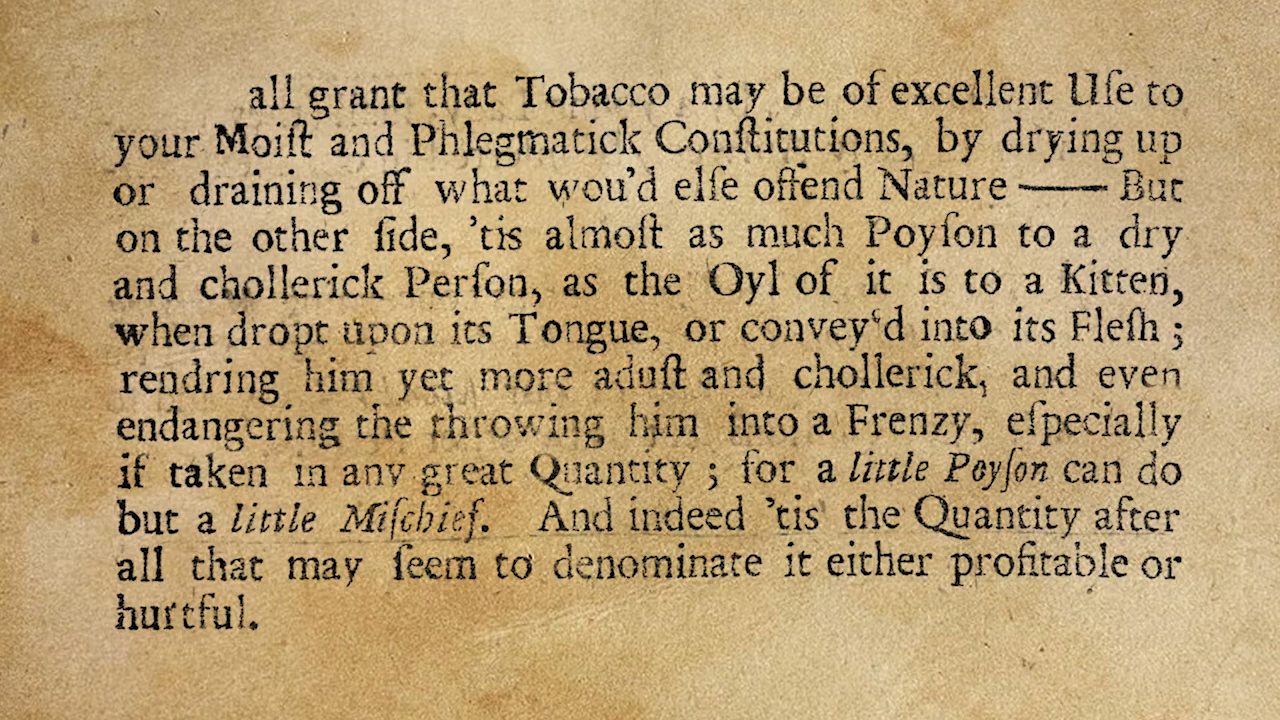 all grant that Tobacco may be of excellent Uſe to
your Moiſt and Phlegmatick Conſtitutions, by drying up
or draining off what wou'd elſe offend Nature —— But
on the other ſide, 'tis almoſt as much Poyſon to a dry
and chollerick Perſon, as the Oyl of it is to a Kitten,
when dropt upon its Tongue, or convey‘d into its Fleſh ;
rendring him yet more aduſt and chollerick, and even
endangering the throwing him into a Frenzy, eſpecially
if taken in any great Quantity ; for a little Poyſon can do
but a little Miſchief. And indeed 'tis the Quantity after
all that may ſeem to denominate it either profitable or
hurtful.